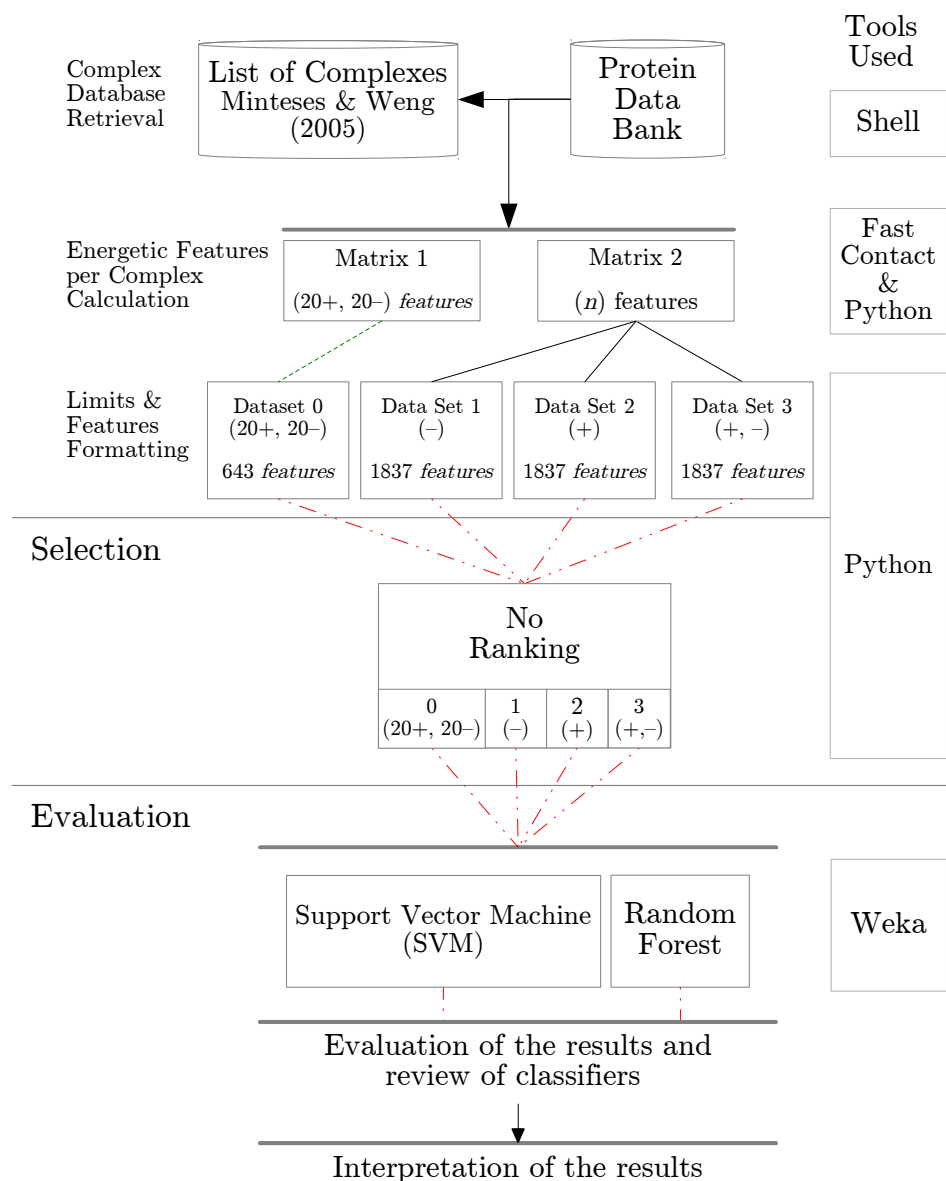 Tools
Used
Complex
Database
Retrieval
List of Complexes
Minteses & Weng
(2005)
Protein
Data
Bank
Shell
Energetic Features
per Complex
Calculation
Matrix 1
(20+, 20–) features
Matrix 2
(n) features
Fast
Contact
&
Python
Limits &
Features
Formatting
Dataset 0
(20+, 20–)
643 features
Data Set 1
(–)
1837 features
Data Set 2
(+)
1837 features
Data Set 3
(+, –)
1837 features
Selection
Python
No
Ranking
0
(20+, 20–)
1
(–)
2
(+)
3
(+,–)
Evaluation
Support Vector Machine
(SVM)
Random
Forest
Weka
Evaluation of the results and
review of classifiers
Interpretation of the results